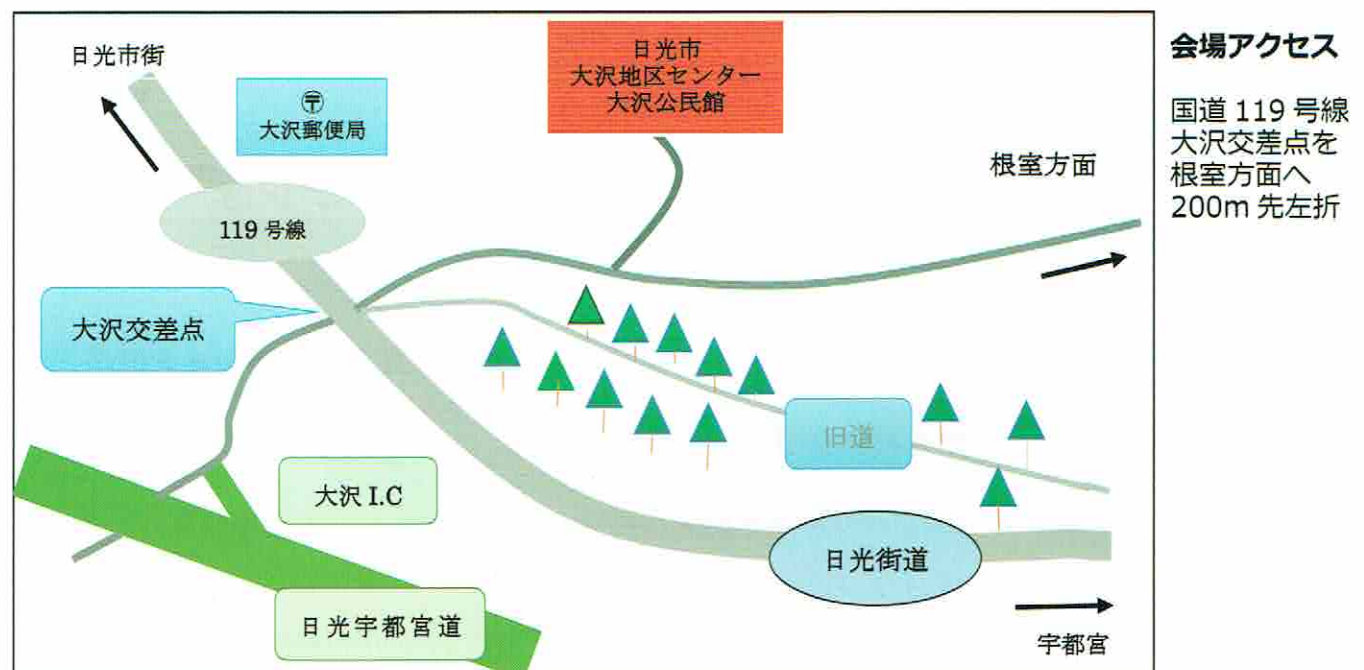 日光市街
〒
大沢郵便局
日光市
大沢地区センター
大沢公民館
根室方面
119 号線
大沢交差点
旧道
大沢 I.C
日光街道
日光宇都宮道
宇都宮
会場アクセス
国道 119 号線
大沢交差点を
根室方面へ
200m 先左折